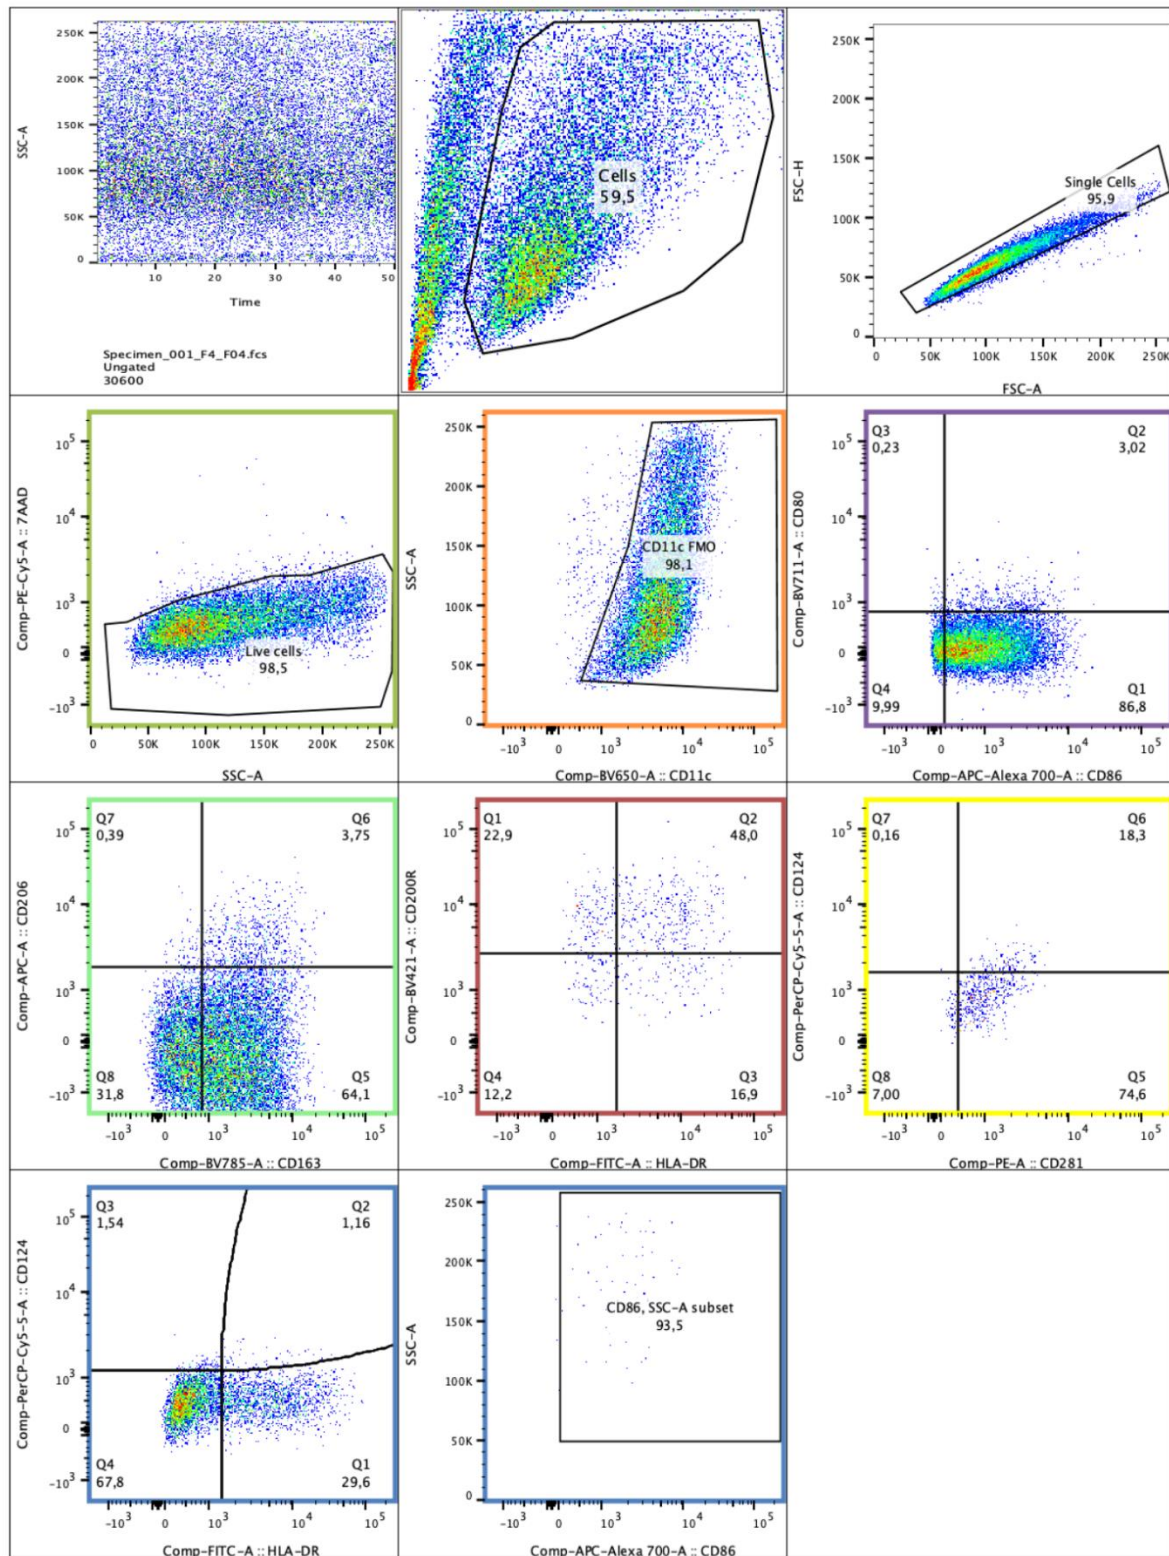 250K
200K
150K
100K
50K
0
SSC-A
10
20
30
40
50
Time
Specimen_001_F4_F04.fcs
Ungated
30600
Cells
59,5
250K
200K
150K
100K
50K
0
FSC-H
Single Cells
95,9
0
50K
100K
150K
200K
250K
FSC-A
10^5
10^4
10^3
0
-10^3
Comp-PE-Cy5-A :: 7AAD
Live cells
98,5
0
50K
100K
150K
200K
250K
SSC-A
250K
200K
150K
100K
50K
0
SSC-A
CD11c FMO
98,1
-10^3
0
10^3
10^4
10^5
Comp-BV650-A :: CD11c
10^5
10^4
10^3
0
-10^3
Comp-BV711-A :: CD80
Q3
0,23
Q2
3,02
Q4
9,99
Q1
86,8
-10^3
0
10^3
10^4
10^5
Comp-APC-Alexa 700-A :: CD86
10^5
10^4
10^3
0
-10^3
Comp-APC-A :: CD206
Q7
0,39
Q6
3,75
Q8
31,8
Q5
64,1
-10^3
0
10^3
10^4
10^5
Comp-BV785-A :: CD163
10^5
10^4
10^3
0
-10^3
Comp-BV421-A :: CD200R
Q1
22,9
Q2
48,0
Q4
12,2
Q3
16,9
-10^3
0
10^3
10^4
10^5
Comp-FITC-A :: HLA-DR
10^5
10^4
10^3
0
-10^3
Comp-PerCP-Cy5-5-A :: CD124
Q7
0,16
Q6
18,3
Q8
7,00
Q5
74,6
-10^3
0
10^3
10^4
10^5
Comp-PE-A :: CD281
10^5
10^4
10^3
0
-10^3
Comp-PerCP-Cy5-5-A :: CD124
Q3
1,54
Q2
1,16
Q4
67,8
Q1
29,6
-10^3
0
10^3
10^4
10^5
Comp-FITC-A :: HLA-DR
250K
200K
150K
100K
50K
0
SSC-A
CD86, SSC-A subset
93,5
-10^3
0
10^3
10^4
10^5
Comp-APC-Alexa 700-A :: CD86